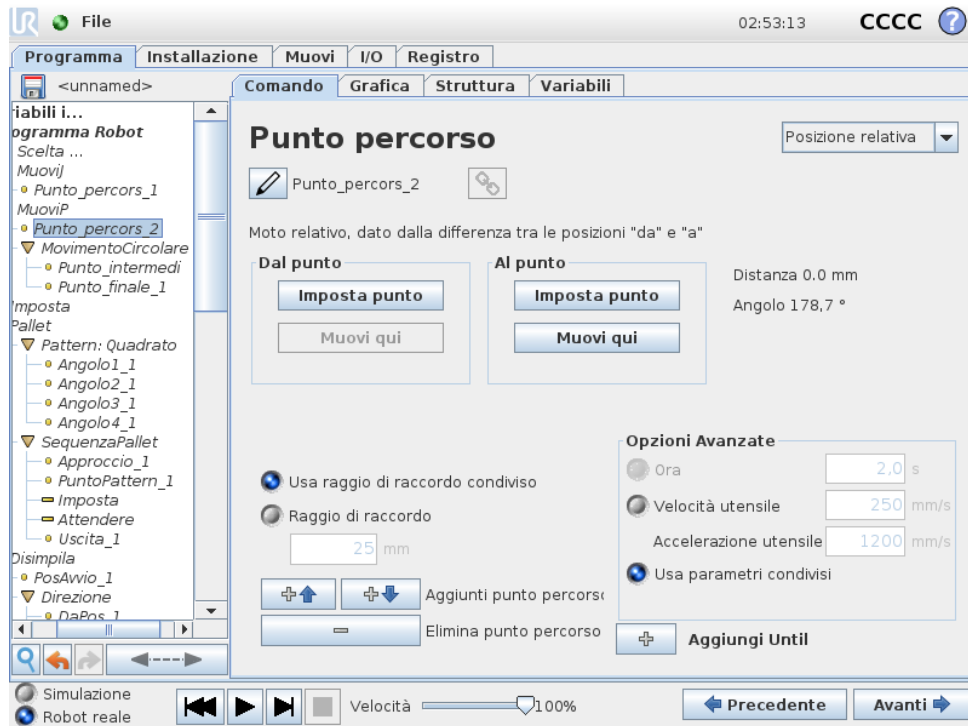 UR File 02:53:13 CCCC ?
Programma Installazione Muovi I/O Registro
<unnamed> Comando Grafica Struttura Variabili
riabili i...
ogramma Robot
Scelta ...
MuoviJ
Punto_percors_1
MuoviP
Punto_percors_2
MovimentoCircolare
Punto_intermedi
Punto_finale_1
Imposta
Pallet
Pattern: Quadrato
Angolo1_1
Angolo2_1
Angolo3_1
Angolo4_1
SequenzaPallet
Approccio_1
PuntoPattern_1
Imposta
Attendere
Uscita_1
Disimpila
PosAvvio_1
Direzione
DaPos_1
Punto percorso
Posizione relativa
Punto_percors_2
Moto relativo, dato dalla differenza tra le posizioni "da" e "a"
Dal punto
Imposta punto
Muovi qui
Al punto
Imposta punto
Muovi qui
Distanza 0.0 mm
Angolo 178,7 °
Usa raggio di raccordo condiviso
Raggio di raccordo
25 mm
Aggiunti punto percorso
Elimina punto percorso
Opzioni Avanzate
Ora 2,0 s
Velocità utensile 250 mm/s
Accelerazione utensile 1200 mm/s
Usa parametri condivisi
Aggiungi Until
Simulazione
Robot reale
Velocità 100%
Precedente Avanti